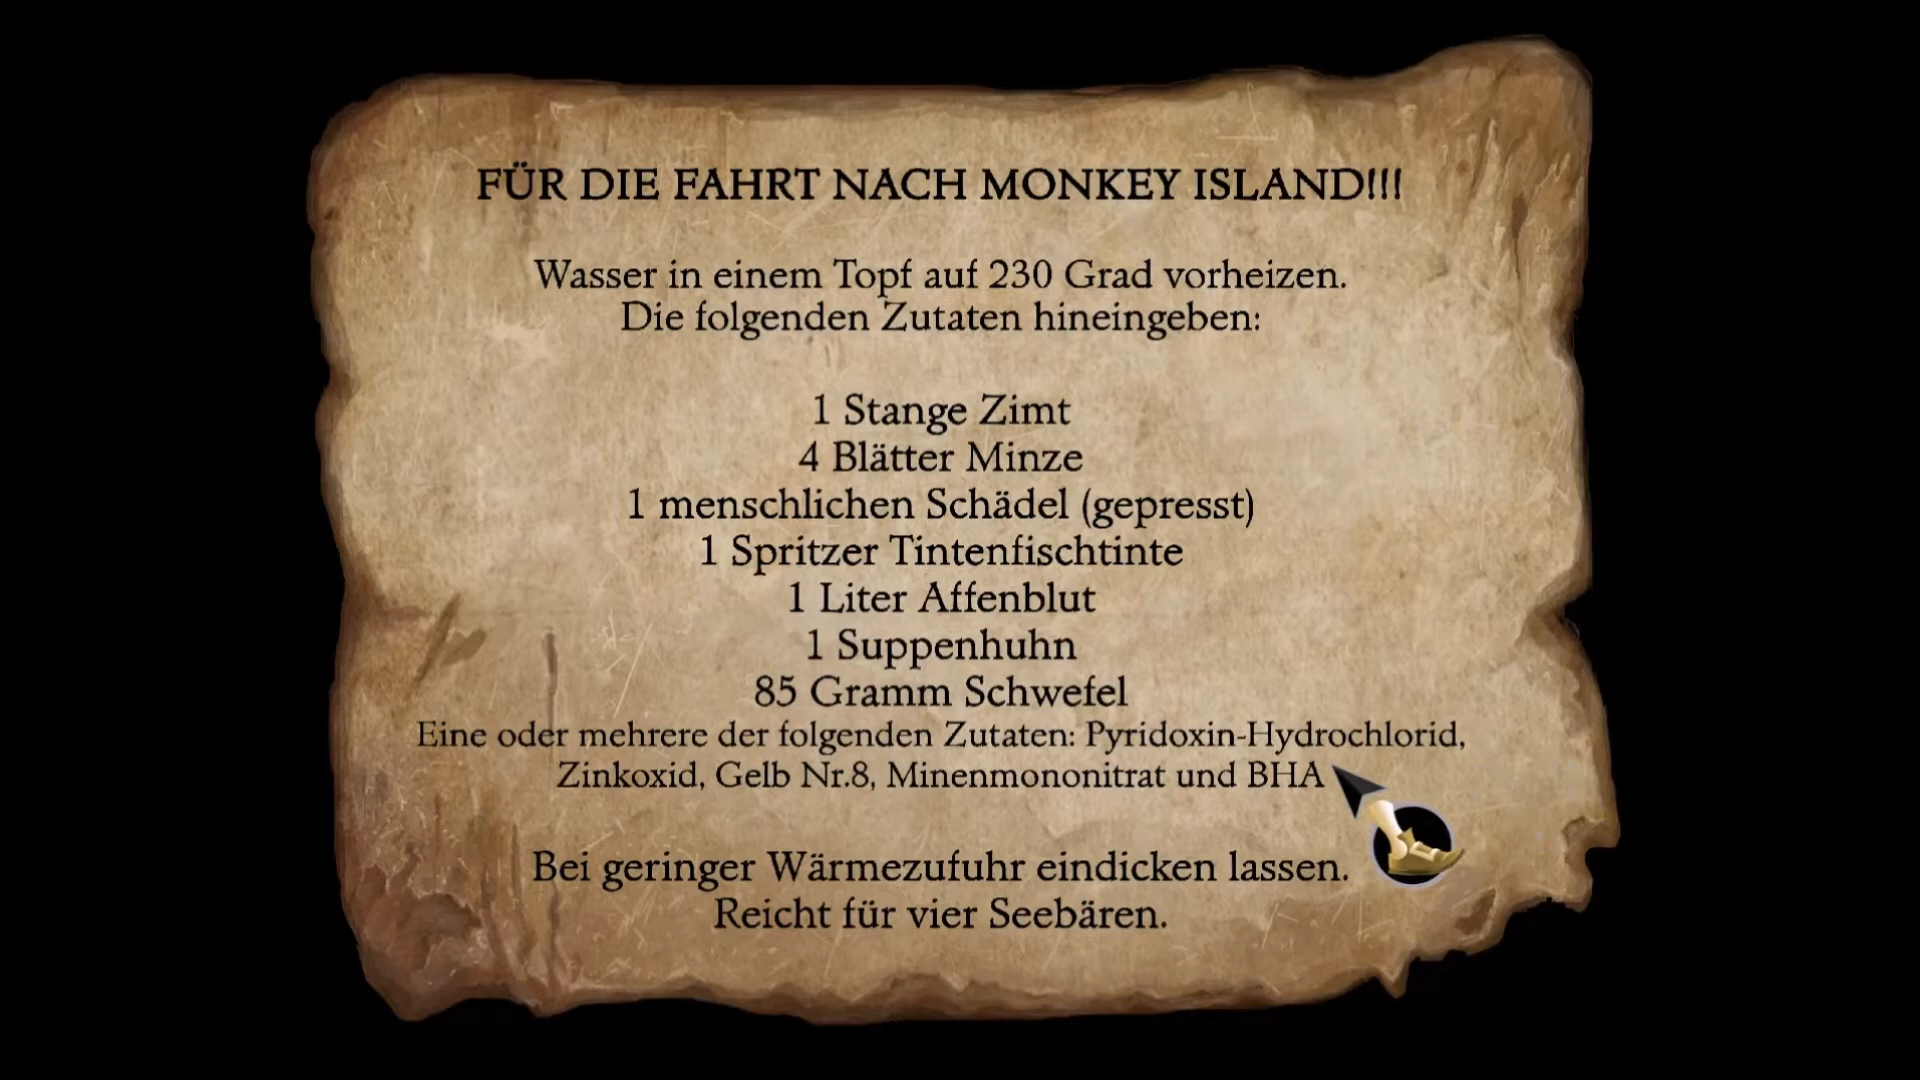 FÜR DIE FAHRT NACH MONKEY ISLAND!!!
Wasser in einem Topf auf 230 Grad vorheizen.
Die folgenden Zutaten hineingeben:
1 Stange Zimt
4 Blätter Minze
1 menschlichen Schädel (gepresst)
1 Spritzer Tintenfischtinte
1 Liter Affenblut
1 Suppenhuhn
85 Gramm Schwefel
Eine oder mehrere der folgenden Zutaten: Pyridoxin-Hydrochlorid,
Zinkoxid, Gelb Nr.8, Minenmononitrat und BHA
Bei geringer Wärmezufuhr eindicken lassen.
Reicht für vier Seebären.